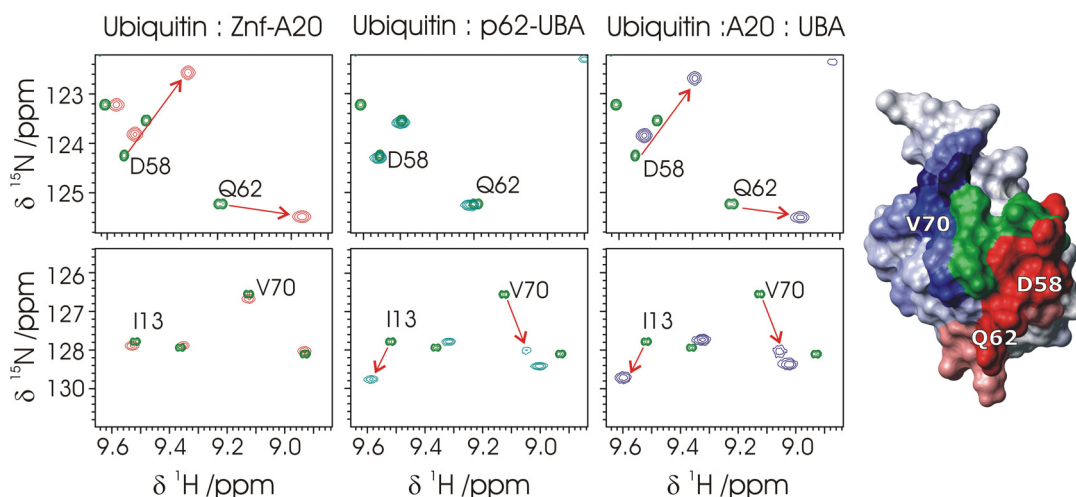 Ubiquitin : Znf-A20
Ubiquitin : p62-UBA
Ubiquitin :A20 : UBA
δ ¹⁵N /ppm
123
124
125
D58
Q62
D58
Q62
D58
Q62
δ ¹⁵N /ppm
126
127
128
129
130
I13
V70
I13
V70
I13
V70
9.6 9.4 9.2 9.0
9.6 9.4 9.2 9.0
9.6 9.4 9.2 9.0
δ ¹H /ppm
δ ¹H /ppm
δ ¹H /ppm
V70
D58
Q62